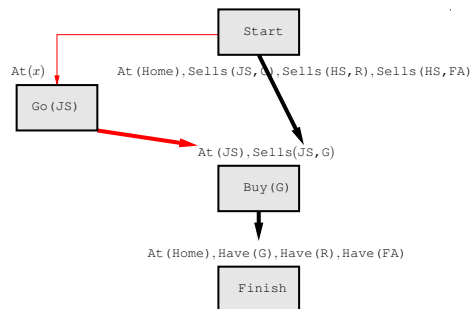 Start
At(x)
At(Home),Sells(JS,G),Sells(HS,R),Sells(HS,FA)
Go(JS)
At(JS),Sells(JS,G)
Buy(G)
At(Home),Have(G),Have(R),Have(FA)
Finish